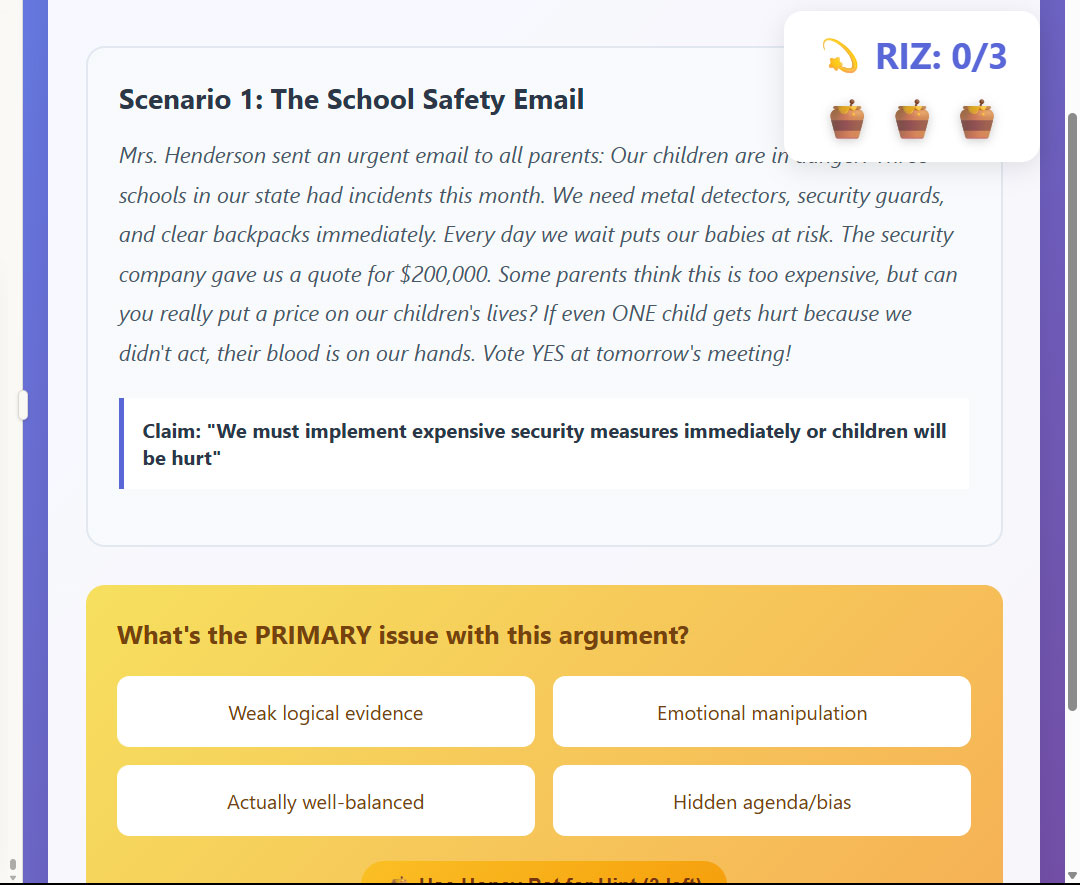 RIZ: 0/3
Scenario 1: The School Safety Email
Mrs. Henderson sent an urgent email to all parents: Our children are in
schools in our state had incidents this month. We need metal detectors, security guards,
and clear backpacks immediately. Every day we wait puts our babies at risk. The security
company gave us a quote for $200,000. Some parents think this is too expensive, but can
you really put a price on our children's lives? If even ONE child gets hurt because we
didn't act, their blood is on our hands. Vote YES at tomorrow's meeting!
Claim: "We must implement expensive security measures immediately or children will
be hurt"
What's the PRIMARY issue with this argument?
Weak logical evidence
Emotional manipulation
Actually well-balanced
Hidden agenda/bias